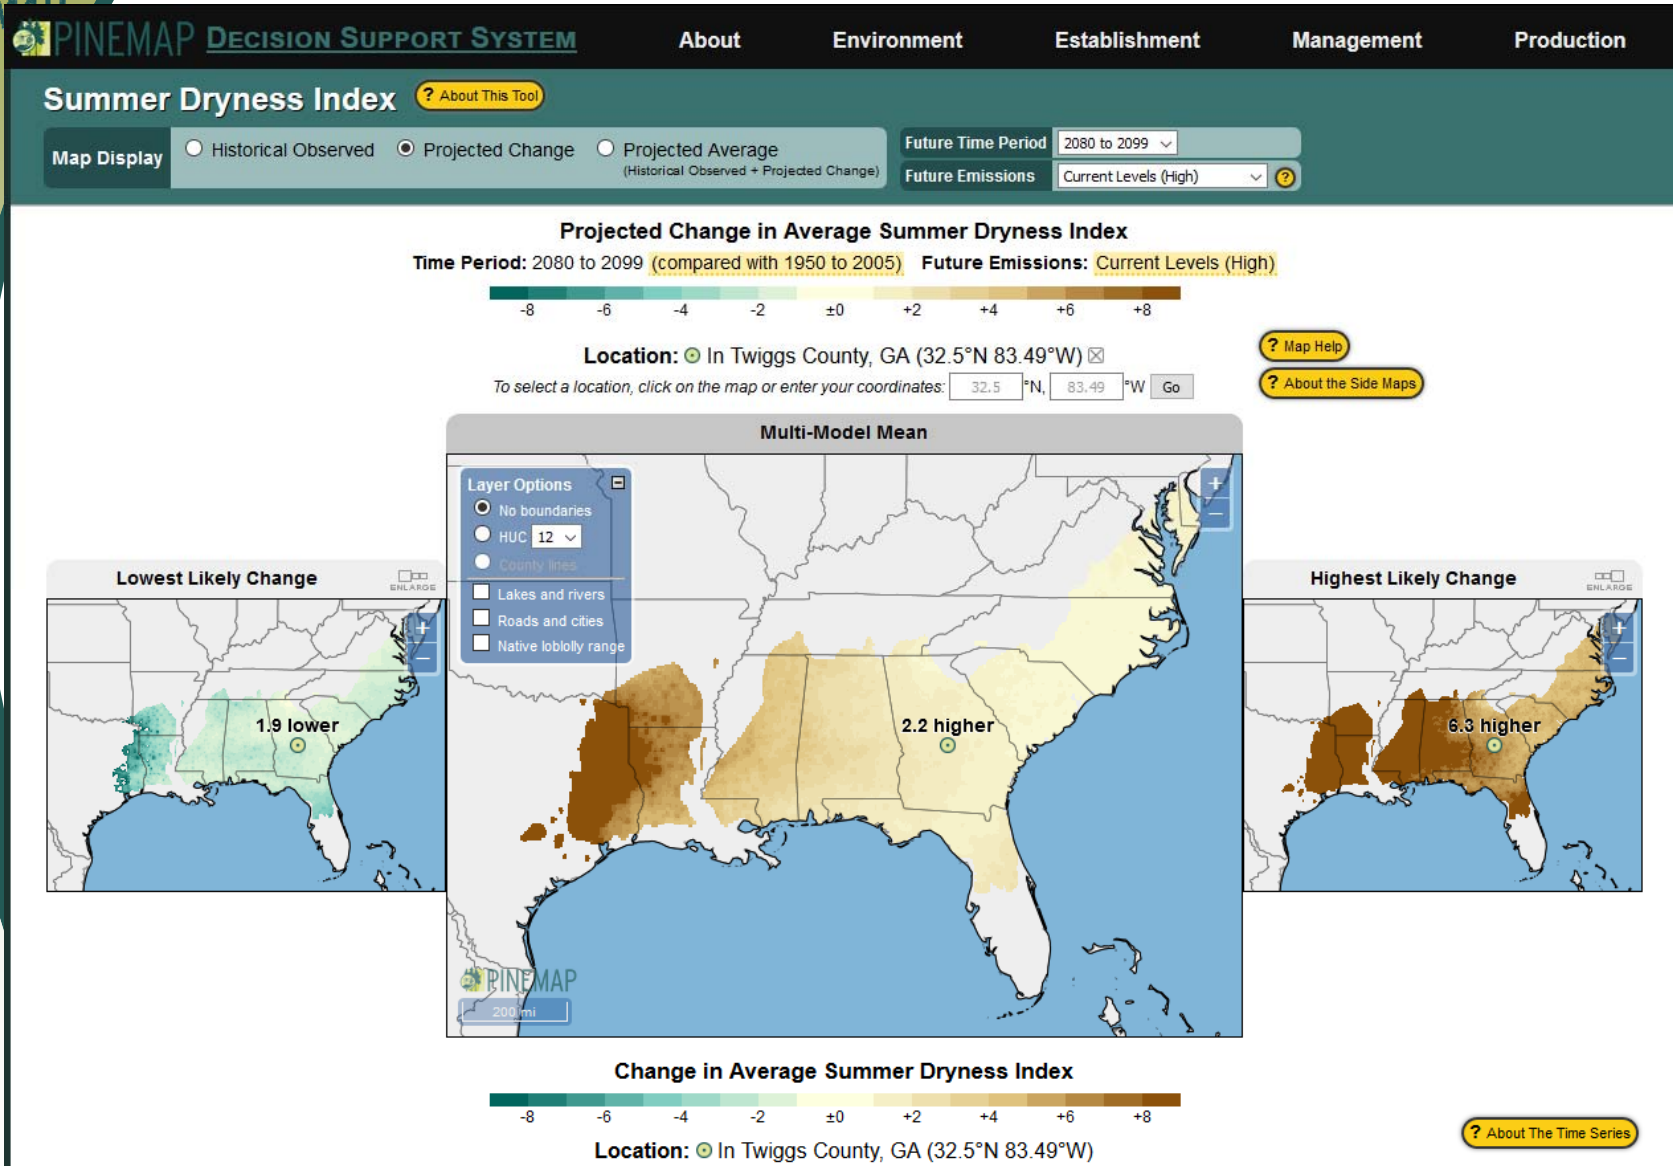 PINEMAP DECISION SUPPORT SYSTEM About Environment Establishment Management Production
Summer Dryness Index ? About This Tool
Map Display Historical Observed Projected Change Projected Average
(Historical Observed + Projected Change)
Future Time Period 2080 to 2099
Future Emissions Current Levels (High) ?
Projected Change in Average Summer Dryness Index
Time Period: 2080 to 2099 (compared with 1950 to 2005) Future Emissions: Current Levels (High)
-8 -6 -4 -2 ±0 +2 +4 +6 +8
Location: In Twiggs County, GA (32.5°N 83.49°W)
To select a location, click on the map or enter your coordinates: 32.5 °N, 83.49 °W Go
? Map Help
? About the Side Maps
Multi-Model Mean
Layer Options
No boundaries
HUC 12
County lines
Lakes and rivers
Roads and cities
Native loblolly range
+
−
2.2 higher
PINEMAP
200 mi
Lowest Likely Change
ENLARGE
+
−
1.9 lower
Highest Likely Change
ENLARGE
+
−
6.3 higher
Change in Average Summer Dryness Index
-8 -6 -4 -2 ±0 +2 +4 +6 +8
Location: In Twiggs County, GA (32.5°N 83.49°W)
? About The Time Series